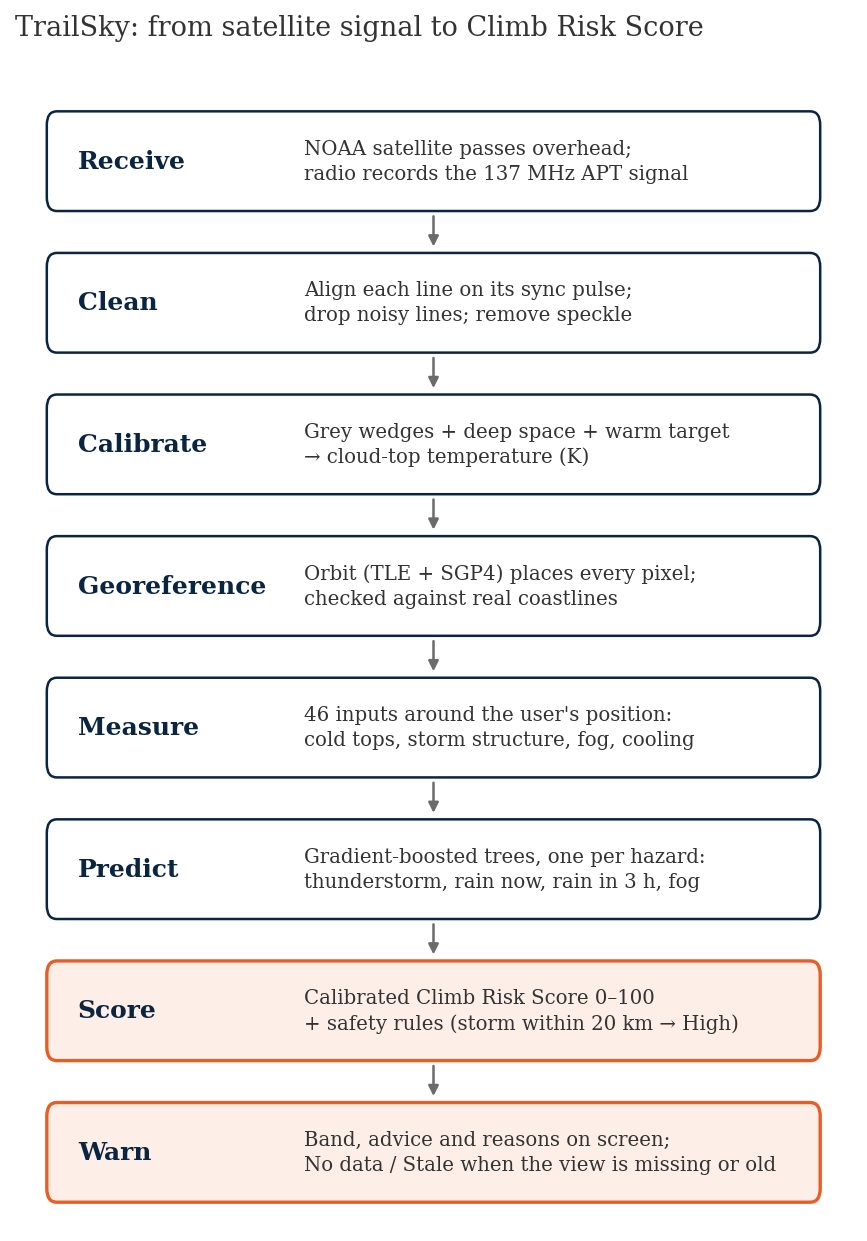 TrailSky: from satellite signal to Climb Risk Score
Receive
NOAA satellite passes overhead;
radio records the 137 MHz APT signal
Clean
Align each line on its sync pulse;
drop noisy lines; remove speckle
Calibrate
Grey wedges + deep space + warm target
→ cloud-top temperature (K)
Georeference
Orbit (TLE + SGP4) places every pixel;
checked against real coastlines
Measure
46 inputs around the user's position:
cold tops, storm structure, fog, cooling
Predict
Gradient-boosted trees, one per hazard:
thunderstorm, rain now, rain in 3 h, fog
Score
Calibrated Climb Risk Score 0–100
+ safety rules (storm within 20 km → High)
Warn
Band, advice and reasons on screen;
No data / Stale when the view is missing or old